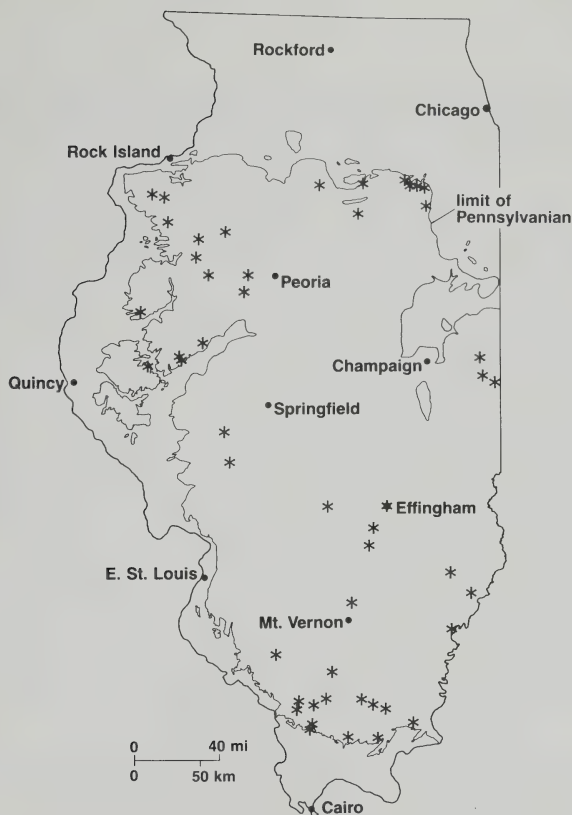 Rockford
Chicago
Rock Island
limit of
Pennsylvanian
Peoria
Champaign
Quincy
Springfield
Effingham
E. St. Louis
Mt. Vernon
0 40 mi
0 50 km
Cairo